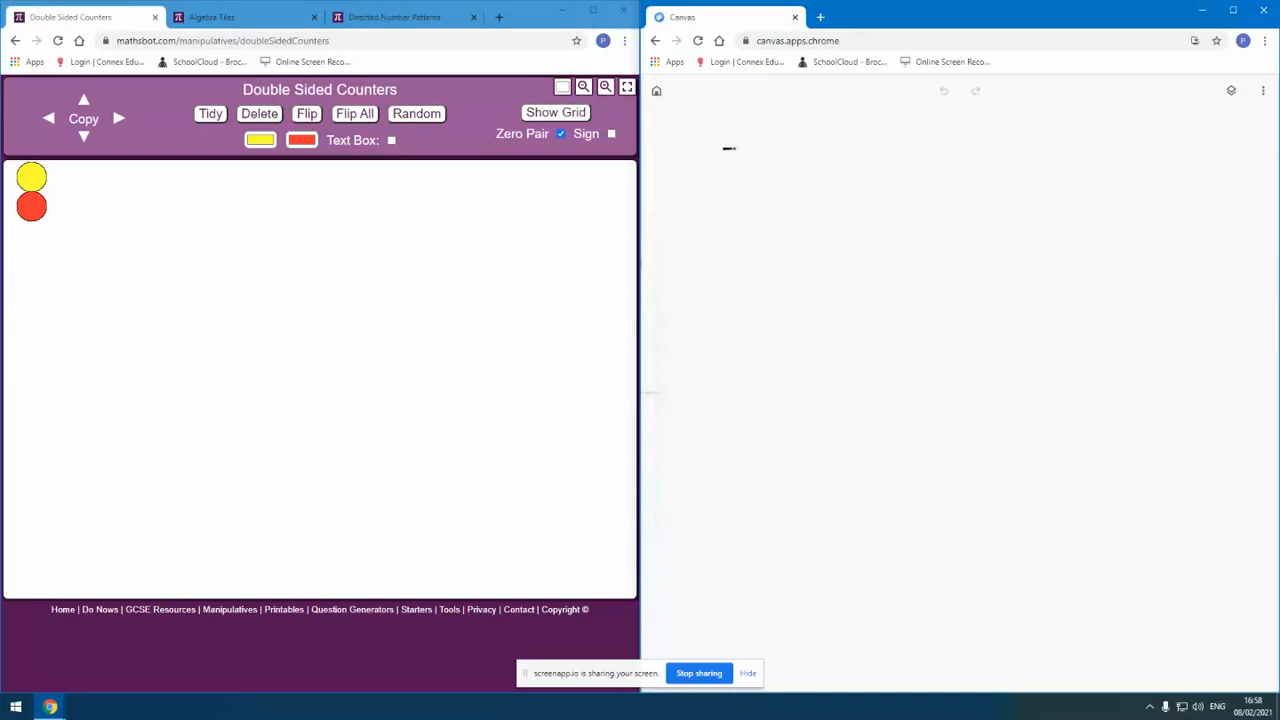 Double Sided Counters
Algebra Tiles
Directed Number Patterns
mathsbot.com/manipulatives/doubleSidedCounters
P
Apps
Login | Connex Edu...
SchoolCloud - Broc...
Online Screen Reco...
Double Sided Counters
Copy
Tidy
Delete
Flip
Flip All
Random
Show Grid
Text Box:
Zero Pair
Sign
Home | Do Nows | GCSE Resources | Manipulatives | Printables | Question Generators | Starters | Tools | Privacy | Contact | Copyright ©
Canvas
canvas.apps.chrome
P
Apps
Login | Connex Edu...
SchoolCloud - Broc...
Online Screen Reco...
screenapp.io is sharing your screen.
Stop sharing
Hide
ENG
16:58
08/02/2021